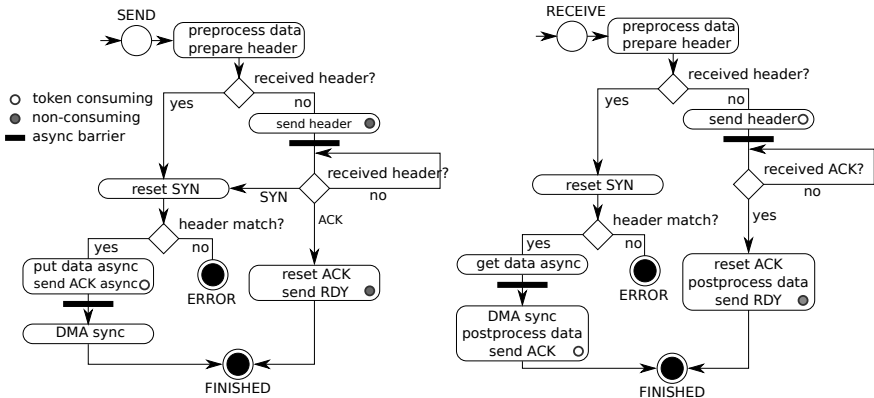 SEND
preprocess data
prepare header
received header?
yes
no
token consuming
non-consuming
async barrier
send header
received header?
no
reset SYN
SYN
ACK
header match?
yes
no
put data async
send ACK async
ERROR
reset ACK
send RDY
DMA sync
FINISHED
RECEIVE
preprocess data
prepare header
received header?
yes
no
send header
received ACK?
no
reset SYN
yes
header match?
yes
no
get data async
ERROR
reset ACK
postprocess data
send RDY
DMA sync
postprocess data
send ACK
FINISHED